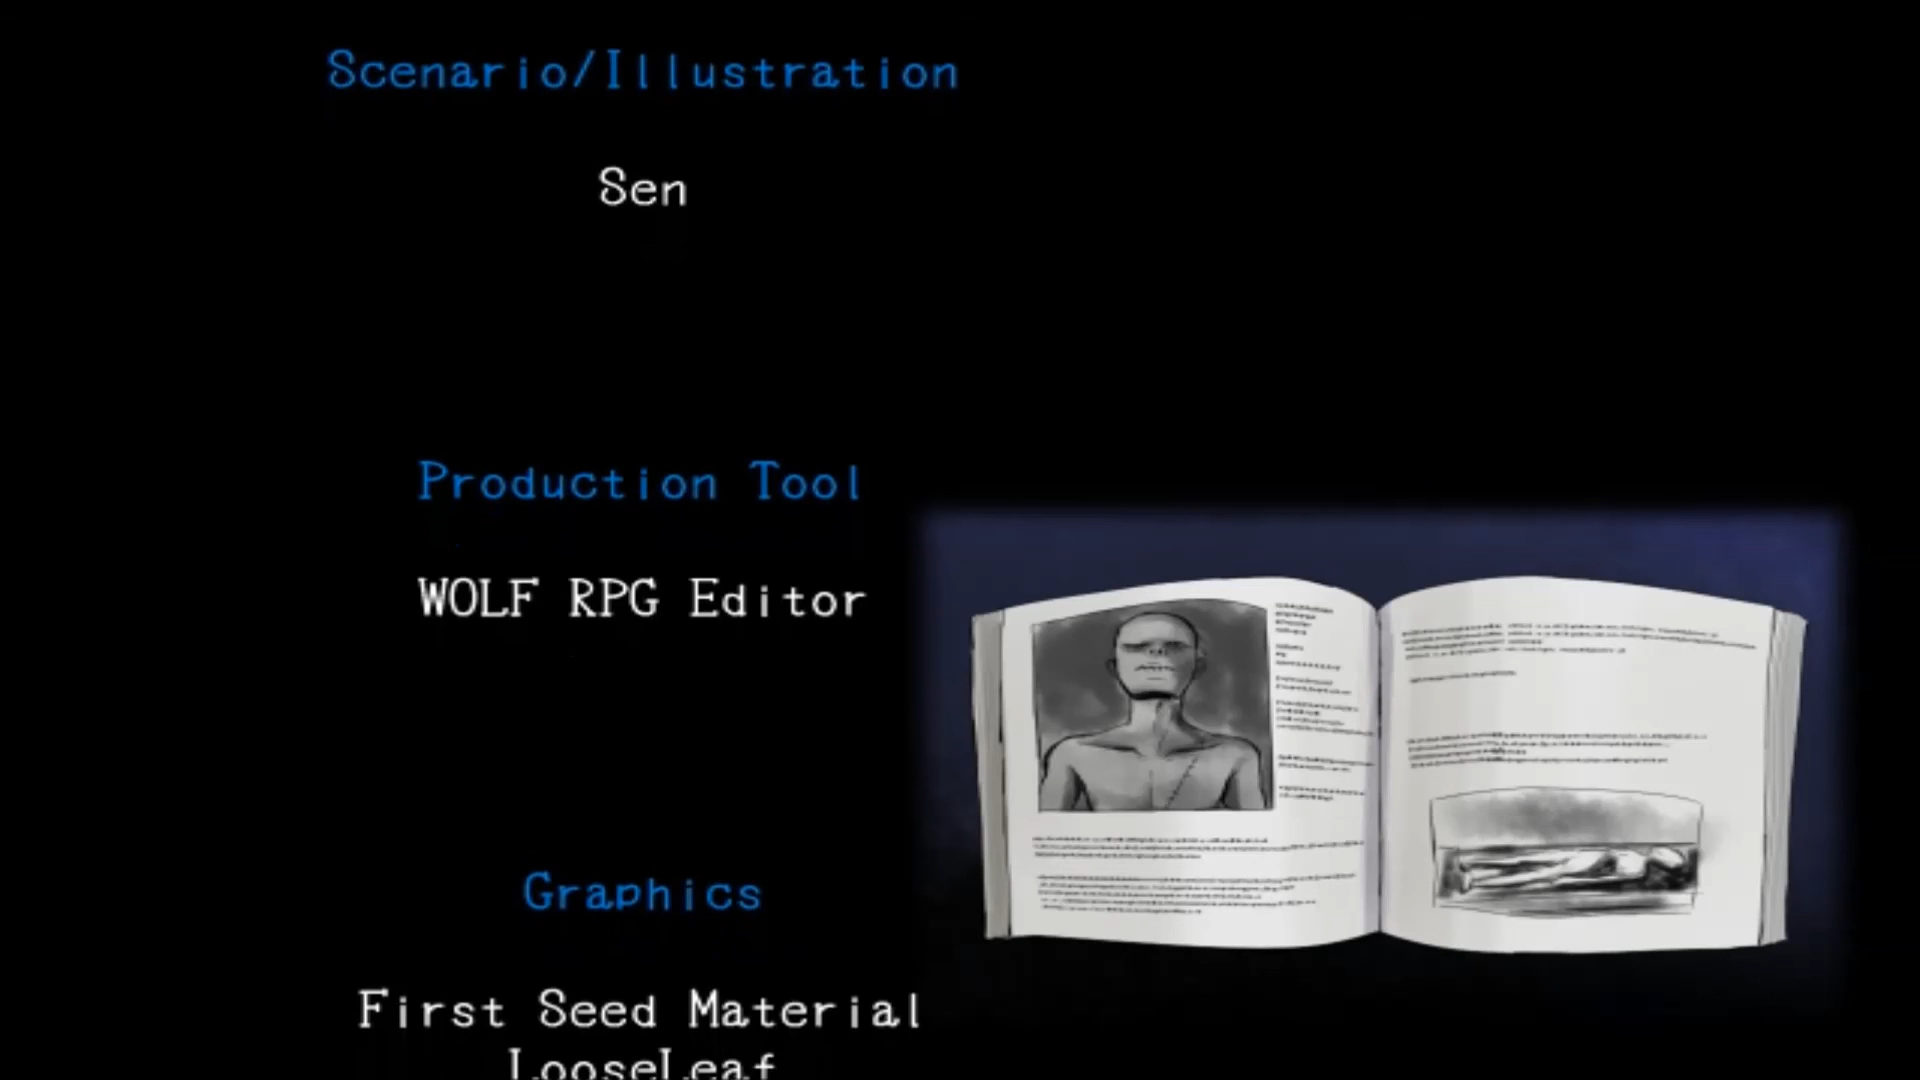 Scenario/Illustration
Sen
Production Tool
WOLF RPG Editor
Graphics
First Seed Material
LooseLeaf